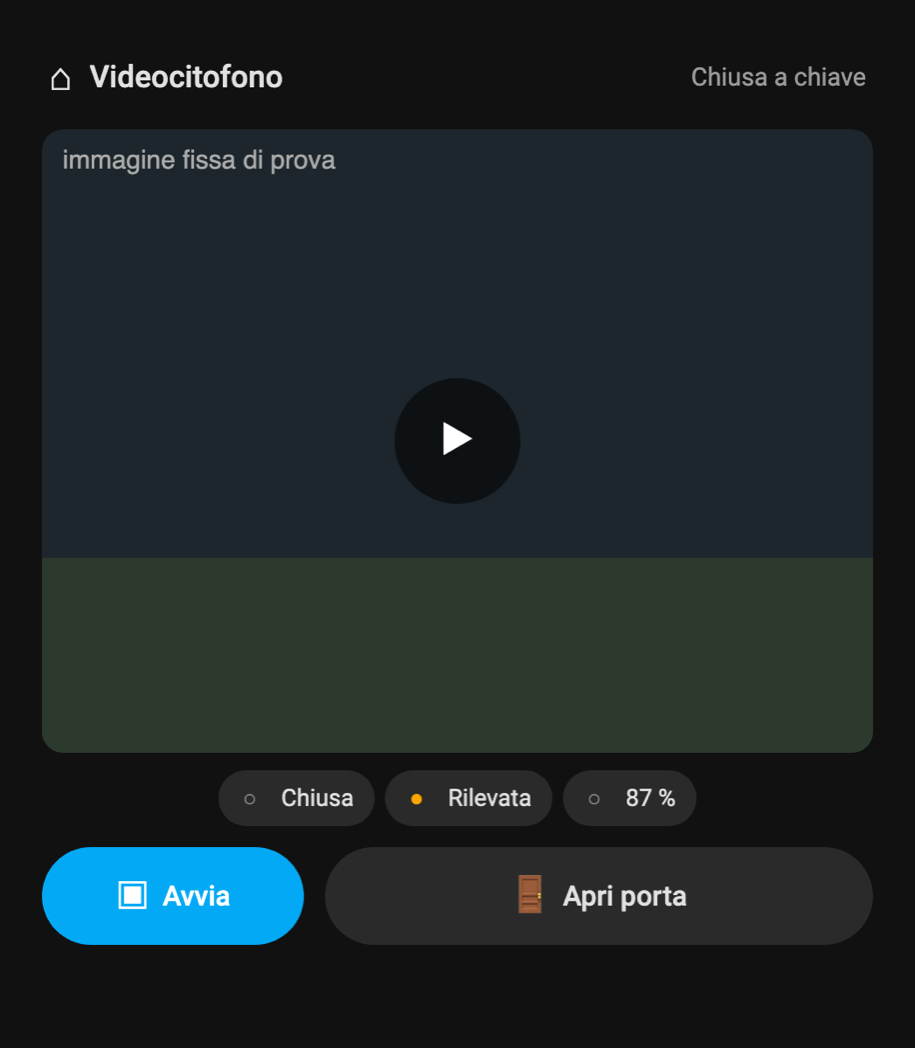 Videocitofono
Chiusa a chiave
immagine fissa di prova
Chiusa
Rilevata
87 %
Avvia
Apri porta